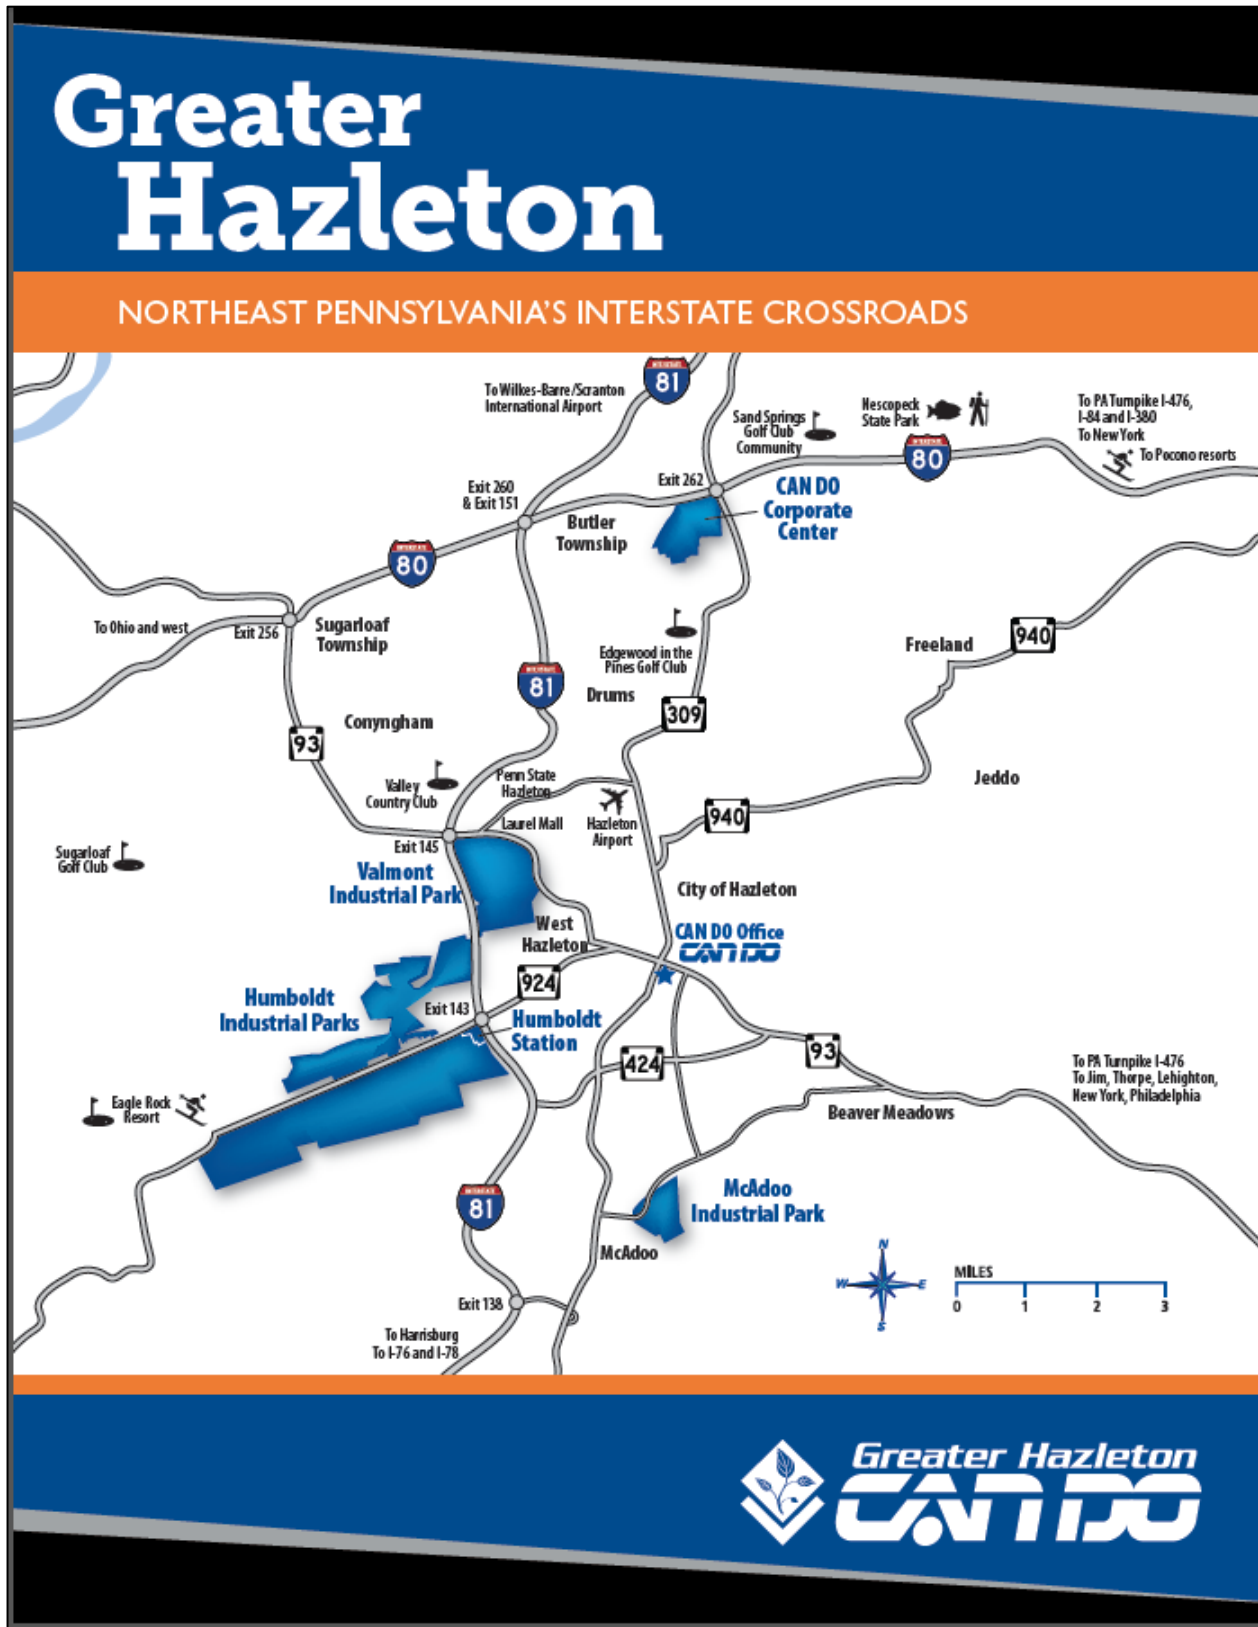 Greater
Hazleton
NORTHEAST PENNSYLVANIA'S INTERSTATE CROSSROADS
INTERSTATE
81
To Wilkes-Barre/Scranton
International Airport
Sand Springs
Golf Club
Community
Nescopeck
State Park
To PA Turnpike I-476,
I-84 and I-380
To New York
To Pocono resorts
INTERSTATE
80
Exit 262
CAN DO
Corporate
Center
Exit 260
& Exit 151
Butler
Township
INTERSTATE
80
To Ohio and west
Exit 256
Sugarloaf
Township
Edgewood in the
Pines Golf Club
Freeland
940
INTERSTATE
81
Drums
309
Conyngham
93
Valley
Country Club
Penn State
Hazleton
Jeddo
Laurel Mall
Hazleton
Airport
940
Exit 145
Sugarloaf
Golf Club
Valmont
Industrial Park
City of Hazleton
West
Hazleton
CAN DO Office
CAN DO
924
Humboldt
Industrial Parks
Exit 143
Humboldt
Station
424
93
To PA Turnpike I-476
To Jim, Thorpe, Lehighton,
New York, Philadelphia
Eagle Rock
Resort
Beaver Meadows
INTERSTATE
81
McAdoo
Industrial Park
McAdoo
N
W
E
S
MILES
0 1 2 3
Exit 138
To Harrisburg
To I-76 and I-78
Greater Hazleton
CAN DO